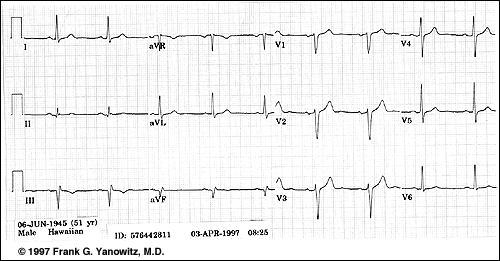 I aVR V1 V4
II aVL V2 V5
III aVF V3 V6
06-JUN-1945 (51 yr)
Male Hawaiian ID: 576442811 03-APR-1997 08:25
© 1997 Frank G. Yanowitz, M.D.